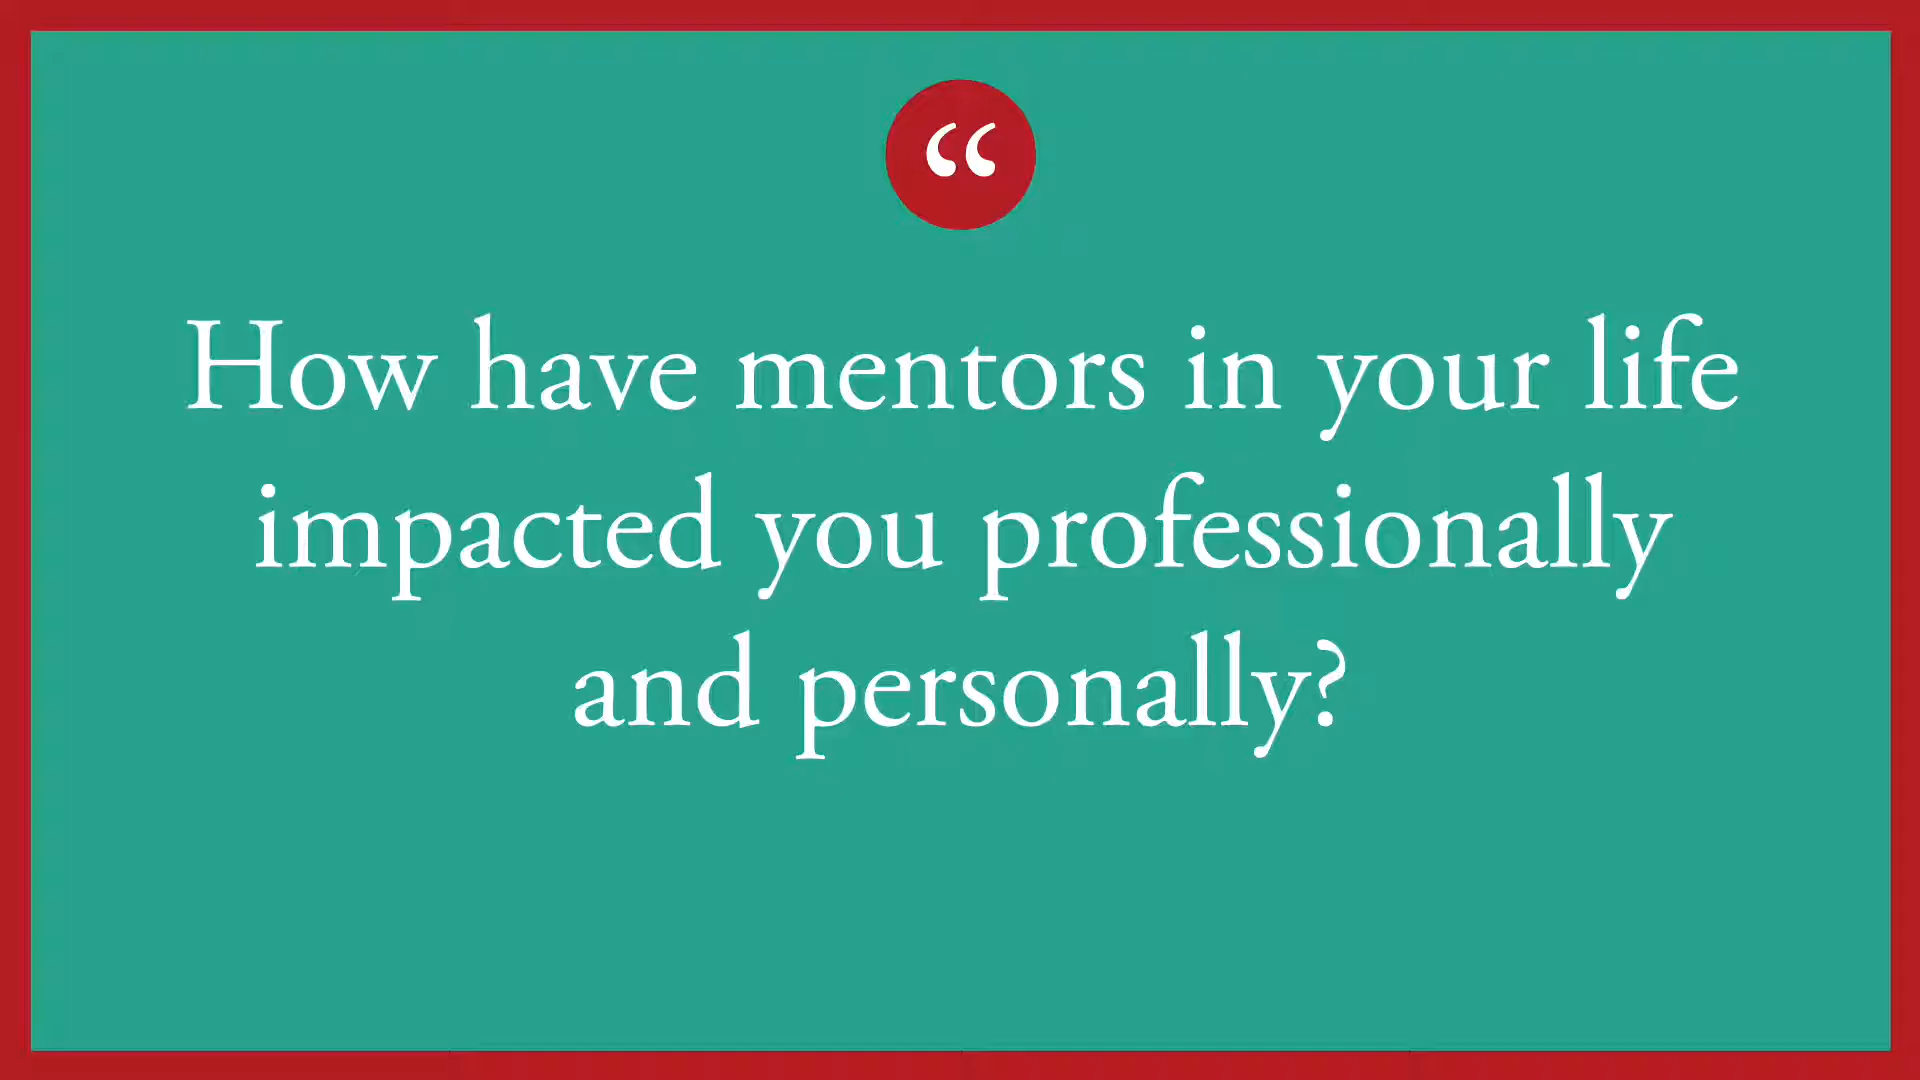 “
How have mentors in your life
impacted you professionally
and personally?